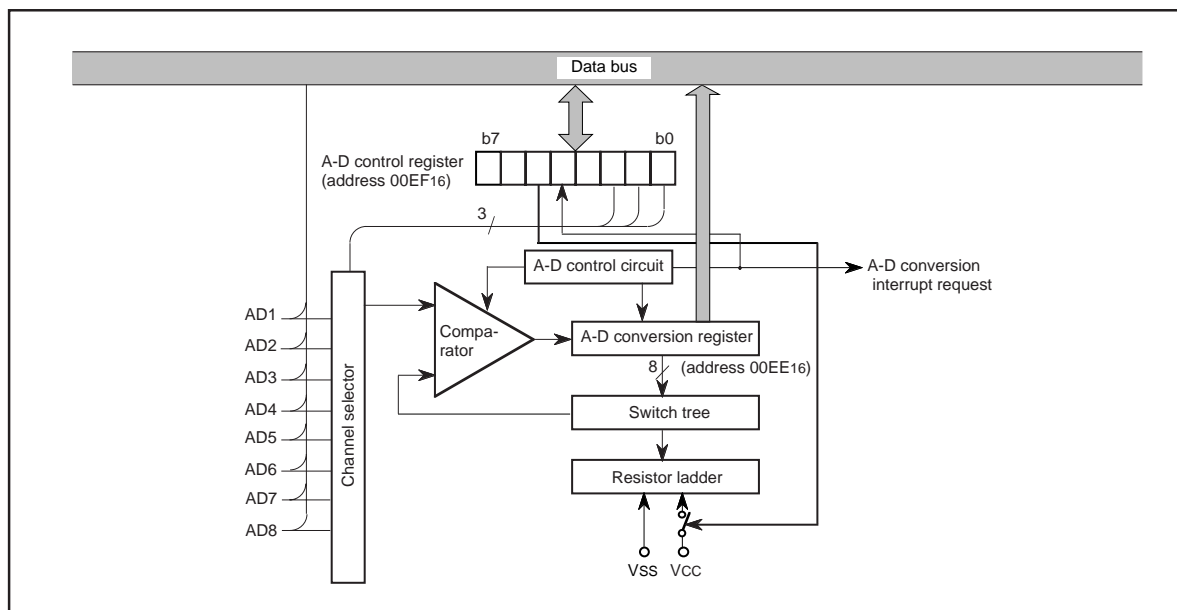 Data bus
b7 b0
A-D control register
(address 00EF16)
3
A-D control circuit
A-D conversion
interrupt request
AD1
AD2
AD3
AD4
AD5
AD6
AD7
AD8
Channel selector
Compa-
rator
A-D conversion register
8 (address 00EE16)
Switch tree
Resistor ladder
VSS VCC